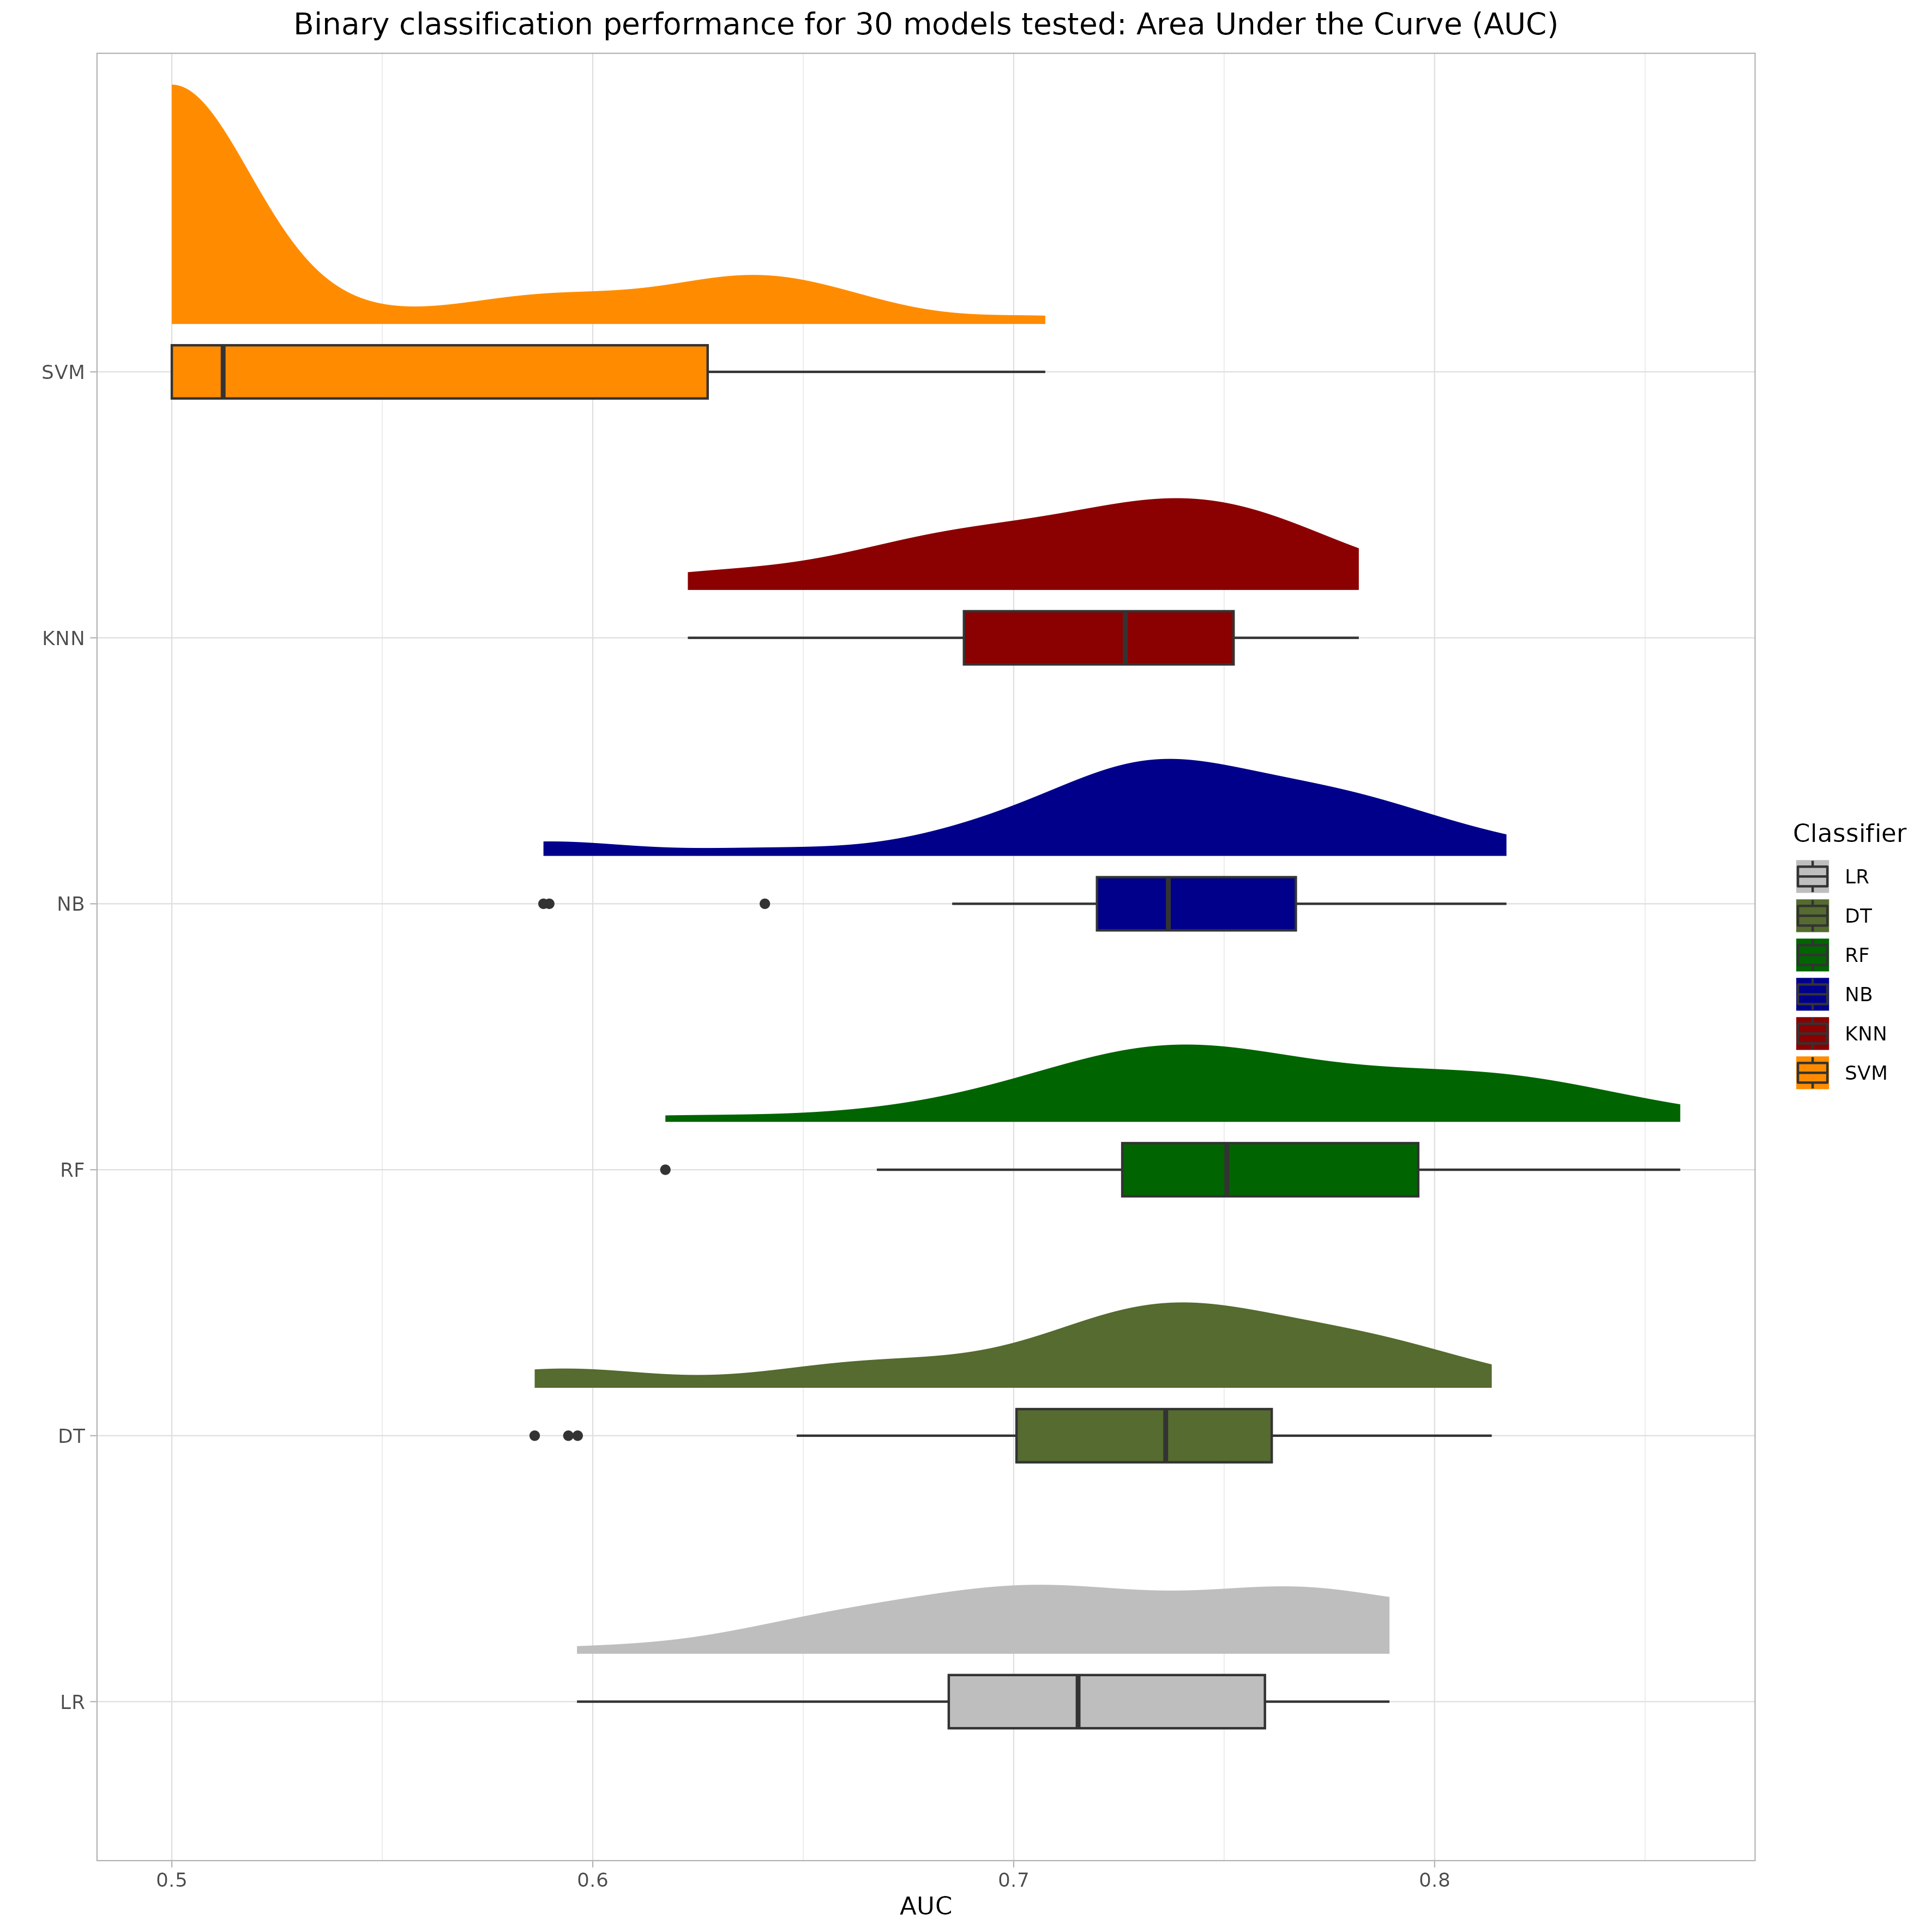 Binary classification performance for 30 models tested: Area Under the Curve (AUC)
SVM
KNN
NB
RF
DT
LR
0.5 0.6 0.7 0.8
AUC
Classifier
LR
DT
RF
NB
KNN
SVM